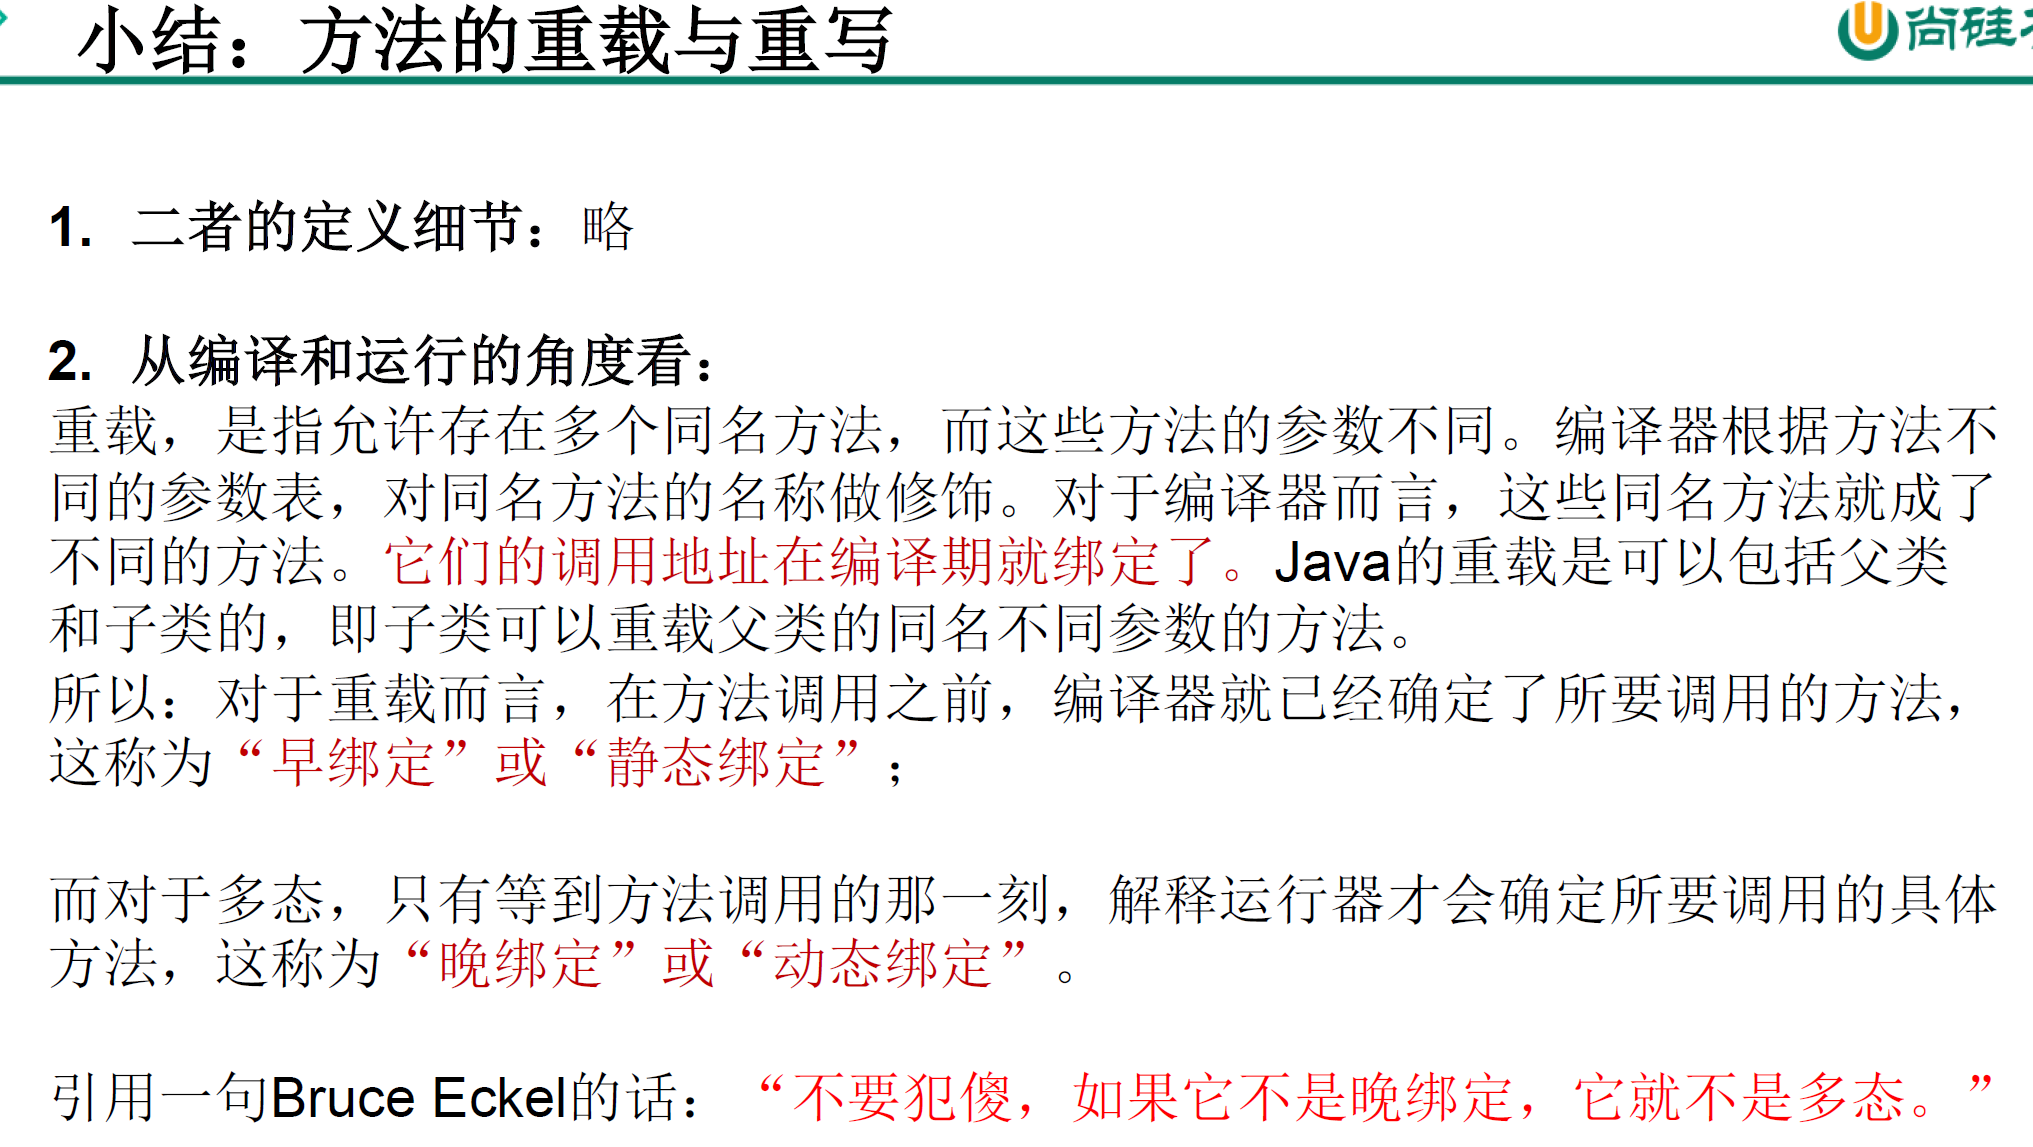 小结：方法的重载与重写
尚硅
1. 二者的定义细节：略
2. 从编译和运行的角度看：
重载，是指允许存在多个同名方法，而这些方法的参数不同。编译器根据方法不
同的参数表，对同名方法的名称做修饰。对于编译器而言，这些同名方法就成了
不同的方法。它们的调用地址在编译期就绑定了。Java的重载是可以包括父类
和子类的，即子类可以重载父类的同名不同参数的方法。
所以：对于重载而言，在方法调用之前，编译器就已经确定了所要调用的方法，
这称为“早绑定”或“静态绑定”；
而对于多态，只有等到方法调用的那一刻，解释运行器才会确定所要调用的具体
方法，这称为“晚绑定”或“动态绑定”。
引用一句Bruce Eckel的话：“不要犯傻，如果它不是晚绑定，它就不是多态。”